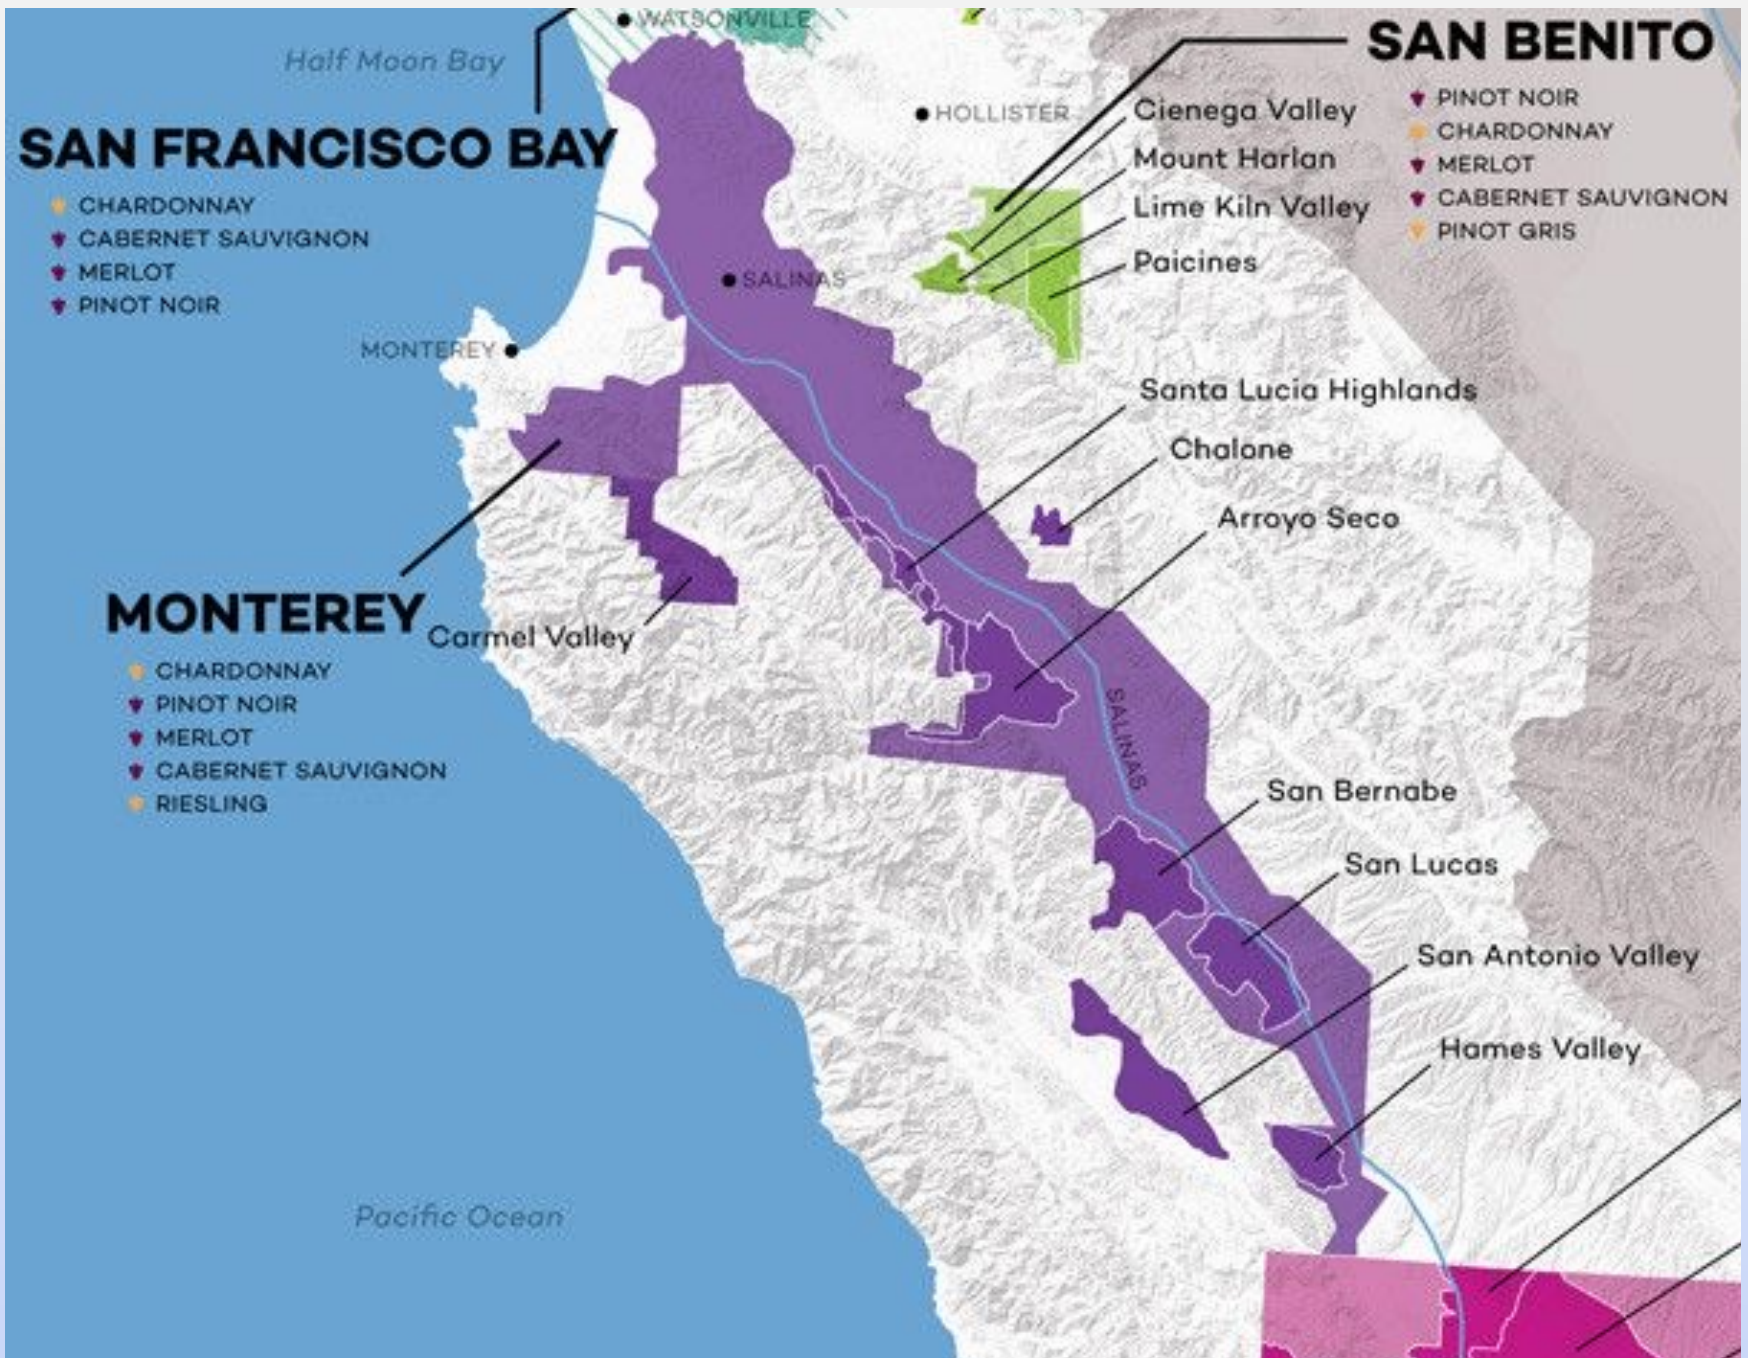 WATSONVILLE
Half Moon Bay
SAN FRANCISCO BAY
CHARDONNAY
CABERNET SAUVIGNON
MERLOT
PINOT NOIR
HOLLISTER
SAN BENITO
PINOT NOIR
CHARDONNAY
MERLOT
CABERNET SAUVIGNON
PINOT GRIS
Cienega Valley
Mount Harlan
Lime Kiln Valley
Paicines
SALINAS
MONTEREY
Santa Lucia Highlands
Chalone
Arroyo Seco
MONTEREY
CHARDONNAY
PINOT NOIR
MERLOT
CABERNET SAUVIGNON
RIESLING
Carmel Valley
SALINAS
San Bernabe
San Lucas
San Antonio Valley
Hames Valley
Pacific Ocean